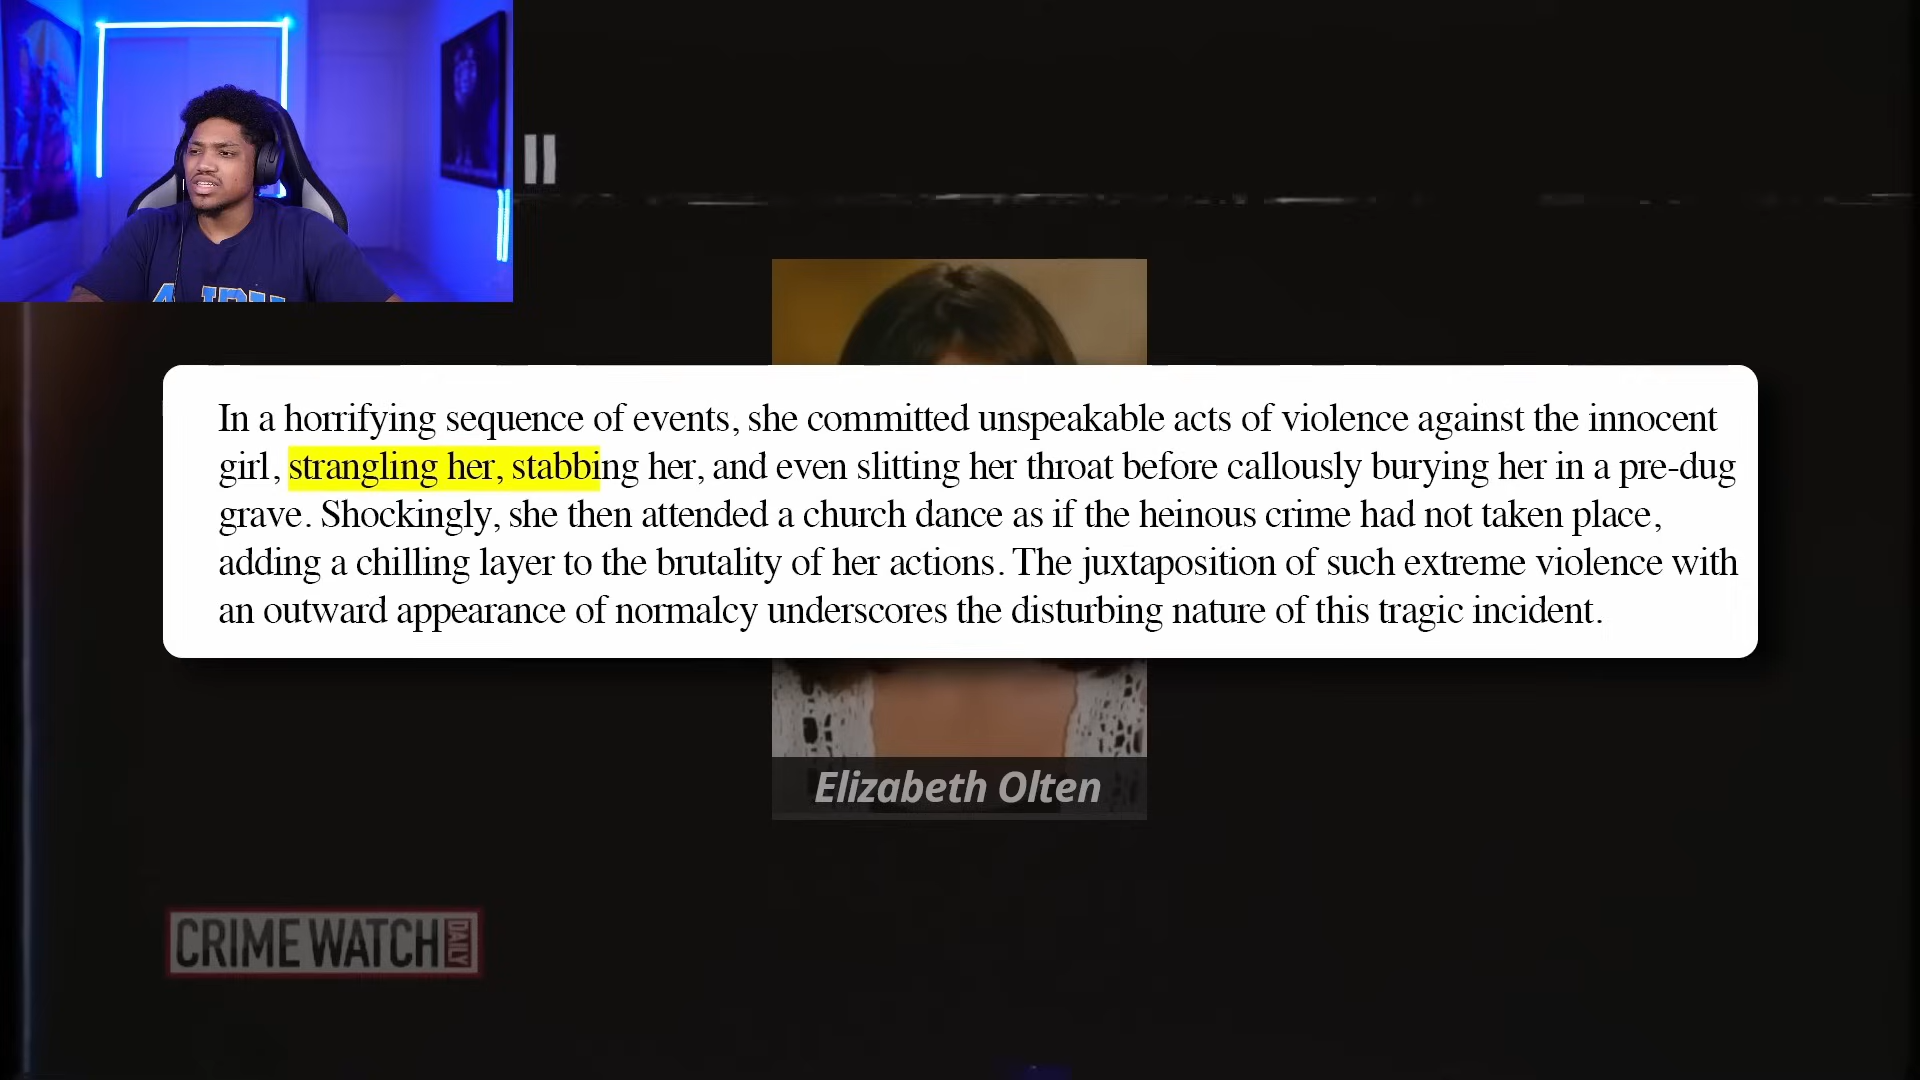 In a horrifying sequence of events, she committed unspeakable acts of violence against the innocent
girl, strangling her, stabbing her, and even slitting her throat before callously burying her in a pre-dug
grave. Shockingly, she then attended a church dance as if the heinous crime had not taken place,
adding a chilling layer to the brutality of her actions. The juxtaposition of such extreme violence with
an outward appearance of normalcy underscores the disturbing nature of this tragic incident.
Elizabeth Olten
CRIME WATCH DAILY